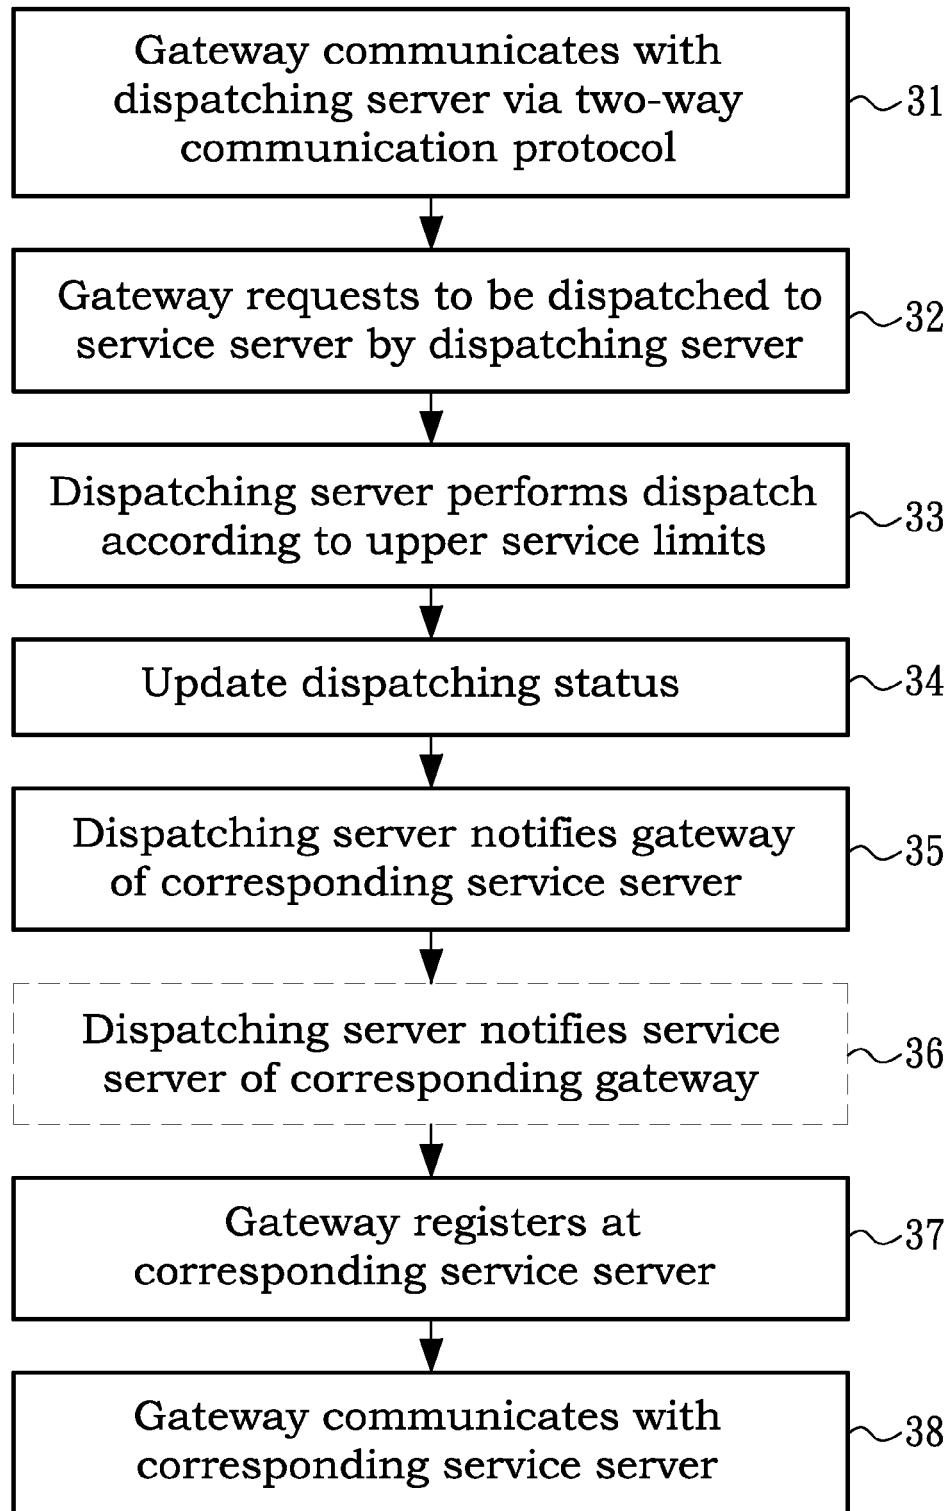 Gateway communicates with
dispatching server via two-way
communication protocol
31
Gateway requests to be dispatched to
service server by dispatching server
32
Dispatching server performs dispatch
according to upper service limits
33
Update dispatching status
34
Dispatching server notifies gateway
of corresponding service server
35
Dispatching server notifies service
server of corresponding gateway
36
Gateway registers at
corresponding service server
37
Gateway communicates with
corresponding service server
38